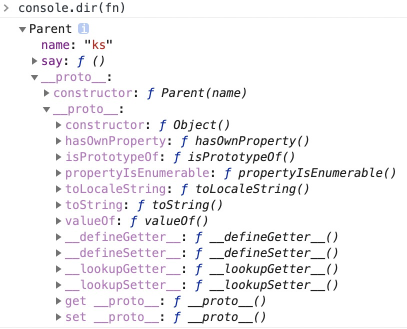 > console.dir(fn)
▼ Parent i
name: "ks"
▶ say: ƒ ()
▼ __proto__:
▶ constructor: ƒ Parent(name)
▼ __proto__:
▶ constructor: ƒ Object()
▶ hasOwnProperty: ƒ hasOwnProperty()
▶ isPrototypeOf: ƒ isPrototypeOf()
▶ propertyIsEnumerable: ƒ propertyIsEnumerable()
▶ toLocaleString: ƒ toLocaleString()
▶ toString: ƒ toString()
▶ valueOf: ƒ valueOf()
▶ __defineGetter__: ƒ __defineGetter__()
▶ __defineSetter__: ƒ __defineSetter__()
▶ __lookupGetter__: ƒ __lookupGetter__()
▶ __lookupSetter__: ƒ __lookupSetter__()
▶ get __proto__: ƒ __proto__()
▶ set __proto__: ƒ __proto__()